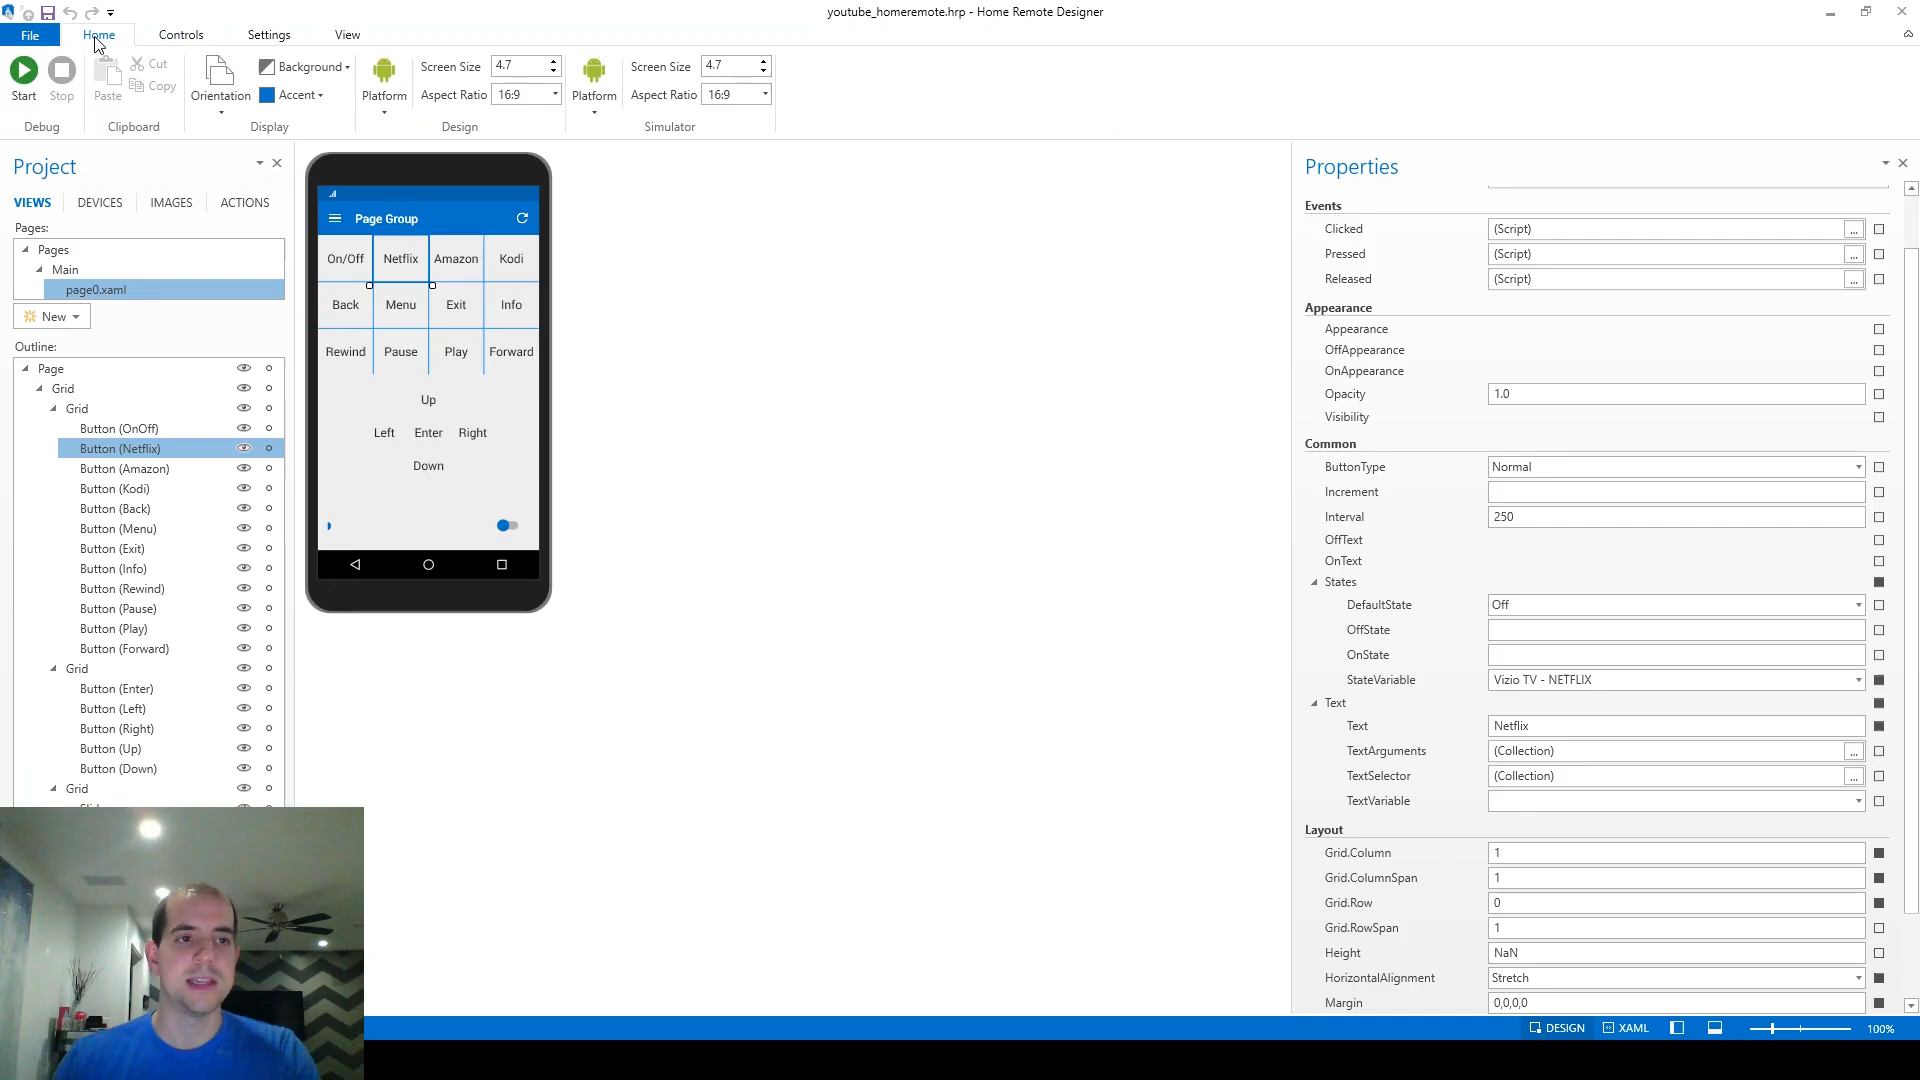 youtube_homeremote.hrp - Home Remote Designer
File Home Controls Settings View
Start Stop Paste Cut Copy Orientation Background Accent Platform Screen Size 4.7 Aspect Ratio 16:9 Platform Screen Size 4.7 Aspect Ratio 16:9
Debug Clipboard Display Design Simulator
Project
VIEWS DEVICES IMAGES ACTIONS
Pages:
Pages
Main
page0.xaml
New
Outline:
Page
Grid
Grid
Button (OnOff)
Button (Netflix)
Button (Amazon)
Button (Kodi)
Button (Back)
Button (Menu)
Button (Exit)
Button (Info)
Button (Rewind)
Button (Pause)
Button (Play)
Button (Forward)
Grid
Button (Enter)
Button (Left)
Button (Right)
Button (Up)
Button (Down)
Grid
Page Group
On/Off Netflix Amazon Kodi
Back Menu Exit Info
Rewind Pause Play Forward
Up
Left Enter Right
Down
Properties
Events
Clicked (Script) ...
Pressed (Script) ...
Released (Script) ...
Appearance
Appearance
OffAppearance
OnAppearance
Opacity 1.0
Visibility
Common
ButtonType Normal
Increment
Interval 250
OffText
OnText
States
DefaultState Off
OffState
OnState
StateVariable Vizio TV - NETFLIX
Text
Text Netflix
TextArguments (Collection) ...
TextSelector (Collection) ...
TextVariable
Layout
Grid.Column 1
Grid.ColumnSpan 1
Grid.Row 0
Grid.RowSpan 1
Height NaN
HorizontalAlignment Stretch
Margin 0,0,0,0
DESIGN XAML 100%